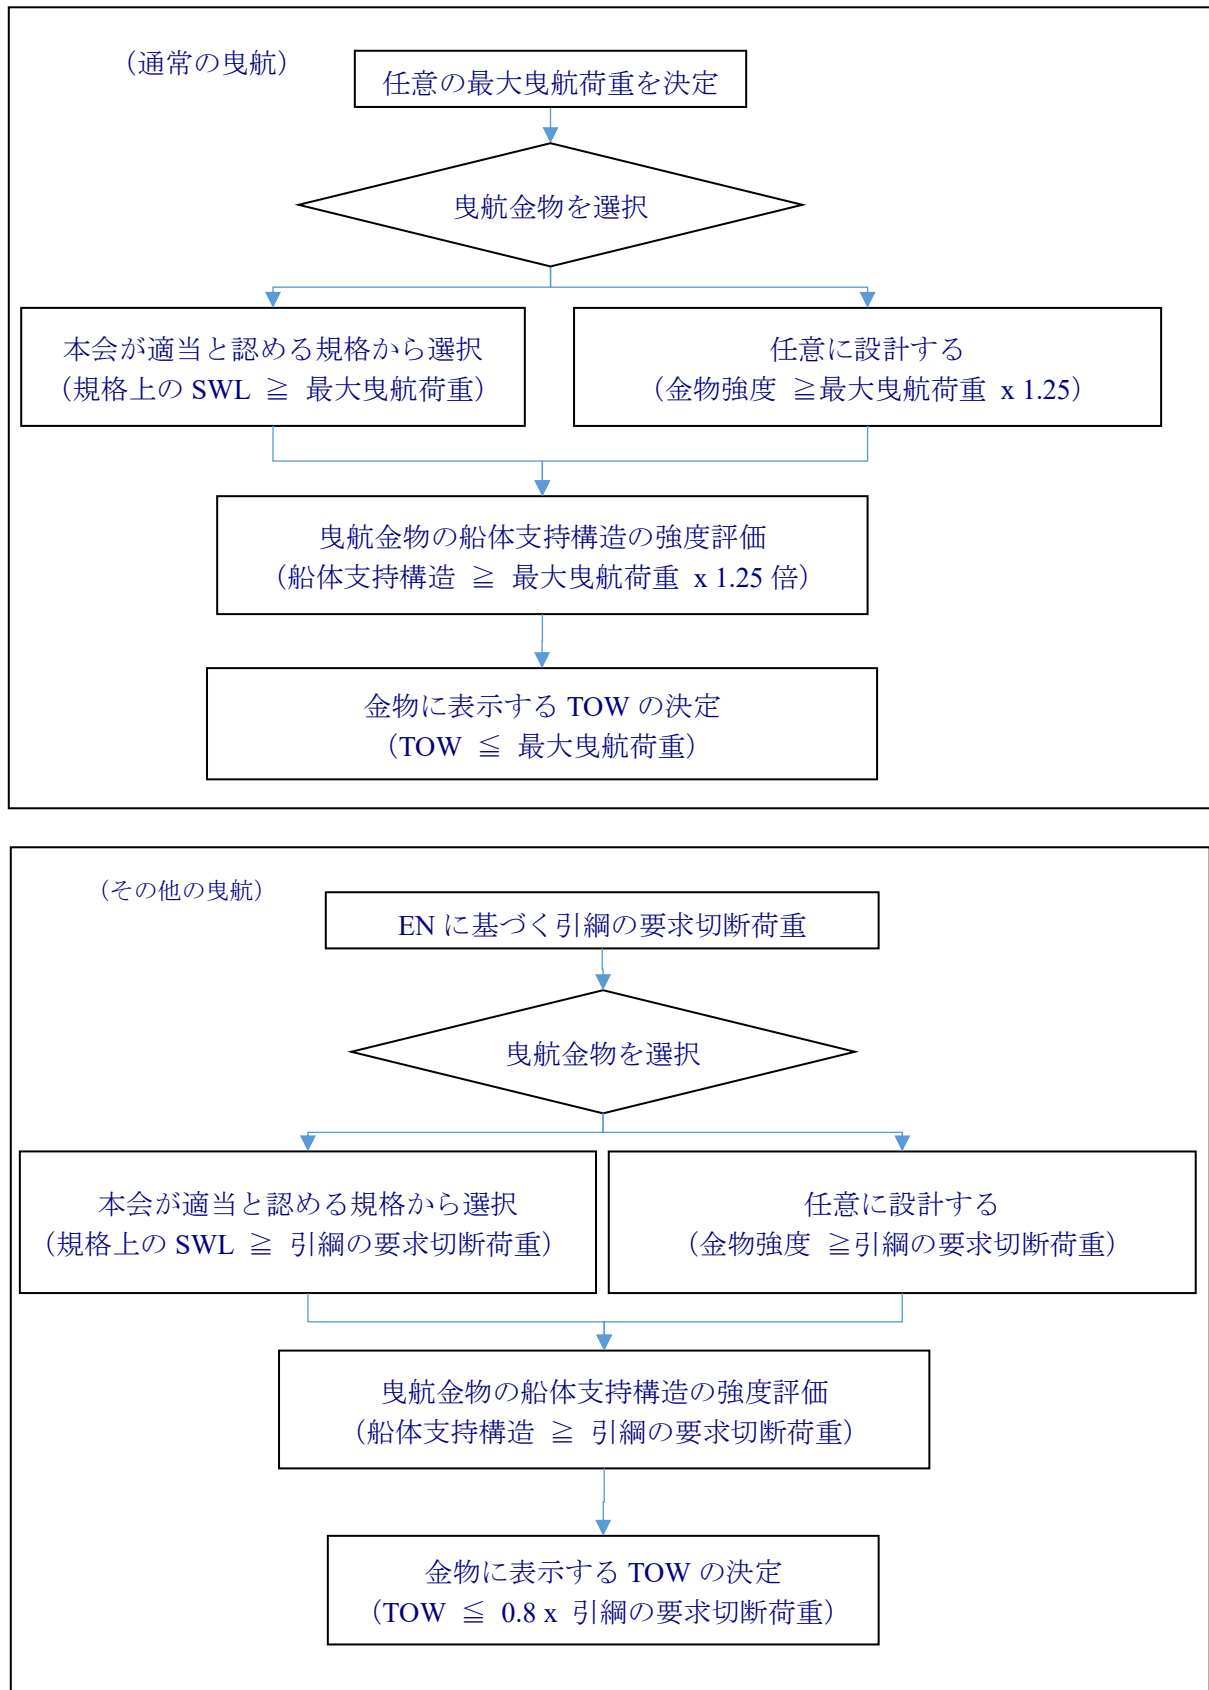 （通常の曳航）
任意の最大曳航荷重を決定
曳航金物を選択
本会が適当と認める規格から選択
（規格上の SWL ≧ 最大曳航荷重）
任意に設計する
（金物強度 ≧最大曳航荷重 x 1.25）
曳航金物の船体支持構造の強度評価
（船体支持構造 ≧ 最大曳航荷重 x 1.25 倍）
金物に表示する TOW の決定
（TOW ≦ 最大曳航荷重）
（その他の曳航）
EN に基づく引綱の要求切断荷重
曳航金物を選択
本会が適当と認める規格から選択
（規格上の SWL ≧ 引綱の要求切断荷重）
任意に設計する
（金物強度 ≧引綱の要求切断荷重）
曳航金物の船体支持構造の強度評価
（船体支持構造 ≧ 引綱の要求切断荷重）
金物に表示する TOW の決定
（TOW ≦ 0.8 x 引綱の要求切断荷重）